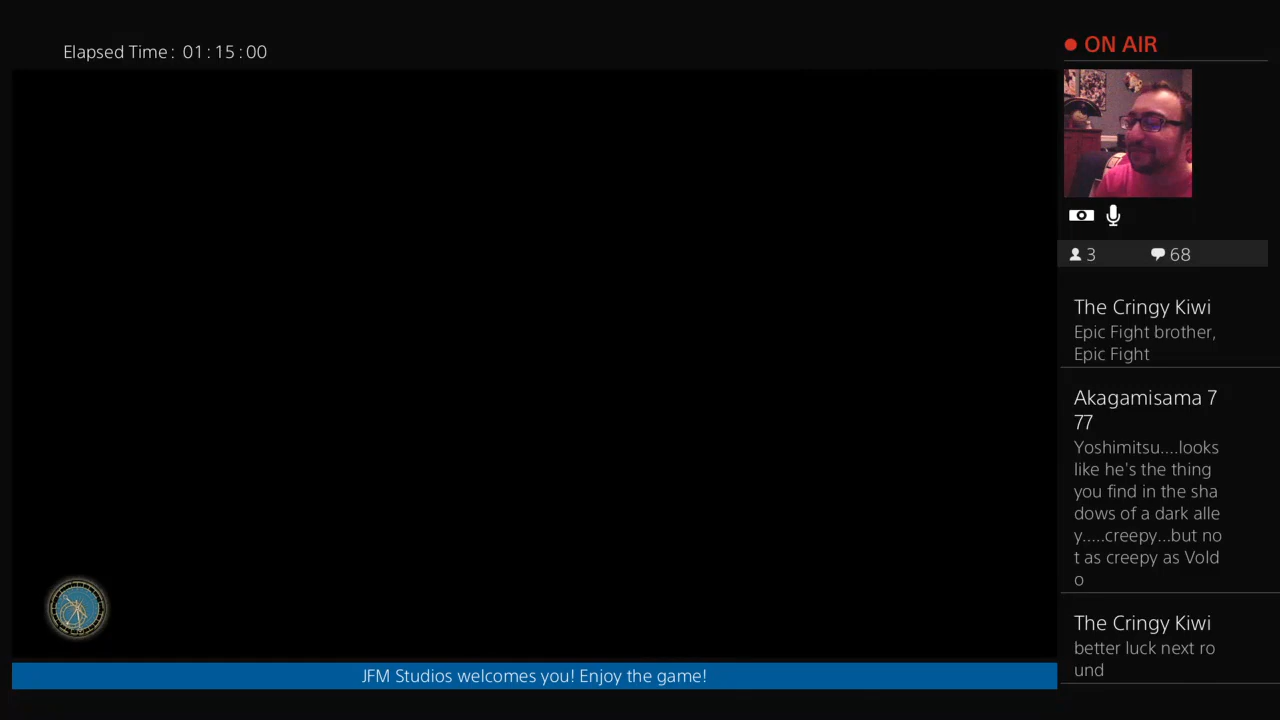 Elapsed Time: 01:15:00
ON AIR
3 68
The Cringy Kiwi
Epic Fight brother,
Epic Fight
Akagamisama 7
77
Yoshimitsu....looks
like he's the thing
you find in the sha
dows of a dark alle
y.....creepy...but no
t as creepy as Vold
o
The Cringy Kiwi
better luck next ro
und
JFM Studios welcomes you! Enjoy the game!